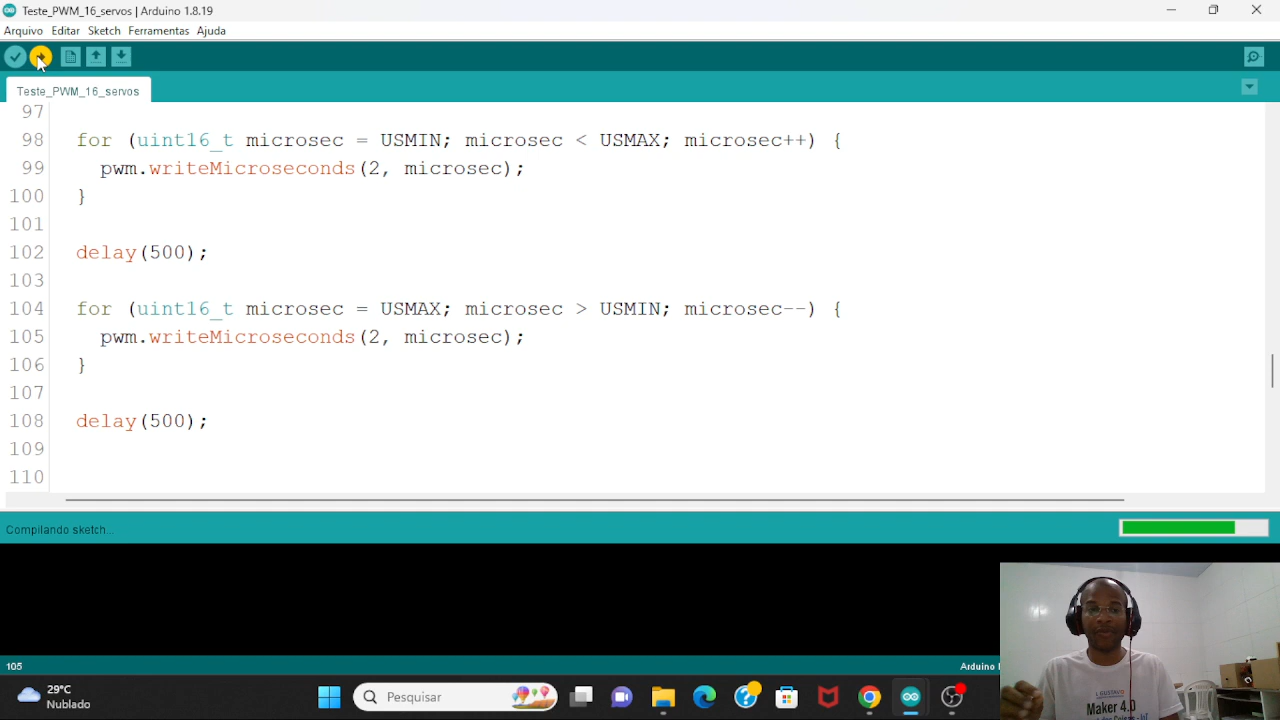 Teste_PWM_16_servos | Arduino 1.8.19
Arquivo Editar Sketch Ferramentas Ajuda
Teste_PWM_16_servos
97
98 for (uint16_t microsec = USMIN; microsec < USMAX; microsec++) {
99 pwm.writeMicroseconds(2, microsec);
100 }
101
102 delay(500);
103
104 for (uint16_t microsec = USMAX; microsec > USMIN; microsec--) {
105 pwm.writeMicroseconds(2, microsec);
106 }
107
108 delay(500);
109
110
Compilando sketch...
105
Arduino
29°C
Nublado
Pesquisar
L GUSTAVO
Maker 4.0
IoT